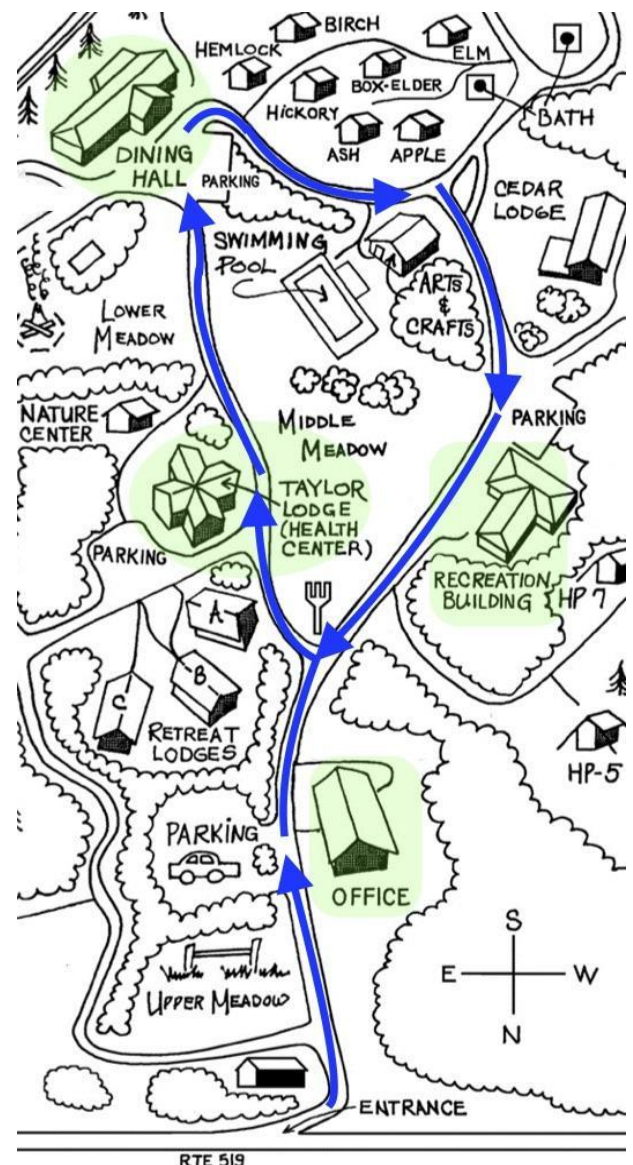 BIRCH
HEMLOCK
ELM
BOX-ELDER
HICKORY
BATH
ASH
APPLE
DINING
HALL
PARKING
CEDAR
LODGE
SWIMMING
POOL
A
ARTS
&
CRAFTS
LOWER
MEADOW
NATURE
CENTER
MIDDLE
MEADOW
PARKING
TAYLOR
LODGE
(HEALTH
CENTER)
PARKING
RECREATION
BUILDING
HP7
A
B
C
RETREAT
LODGES
HP-5
PARKING
OFFICE
S
E W
N
UPPER MEADOW
ENTRANCE
RTE 519